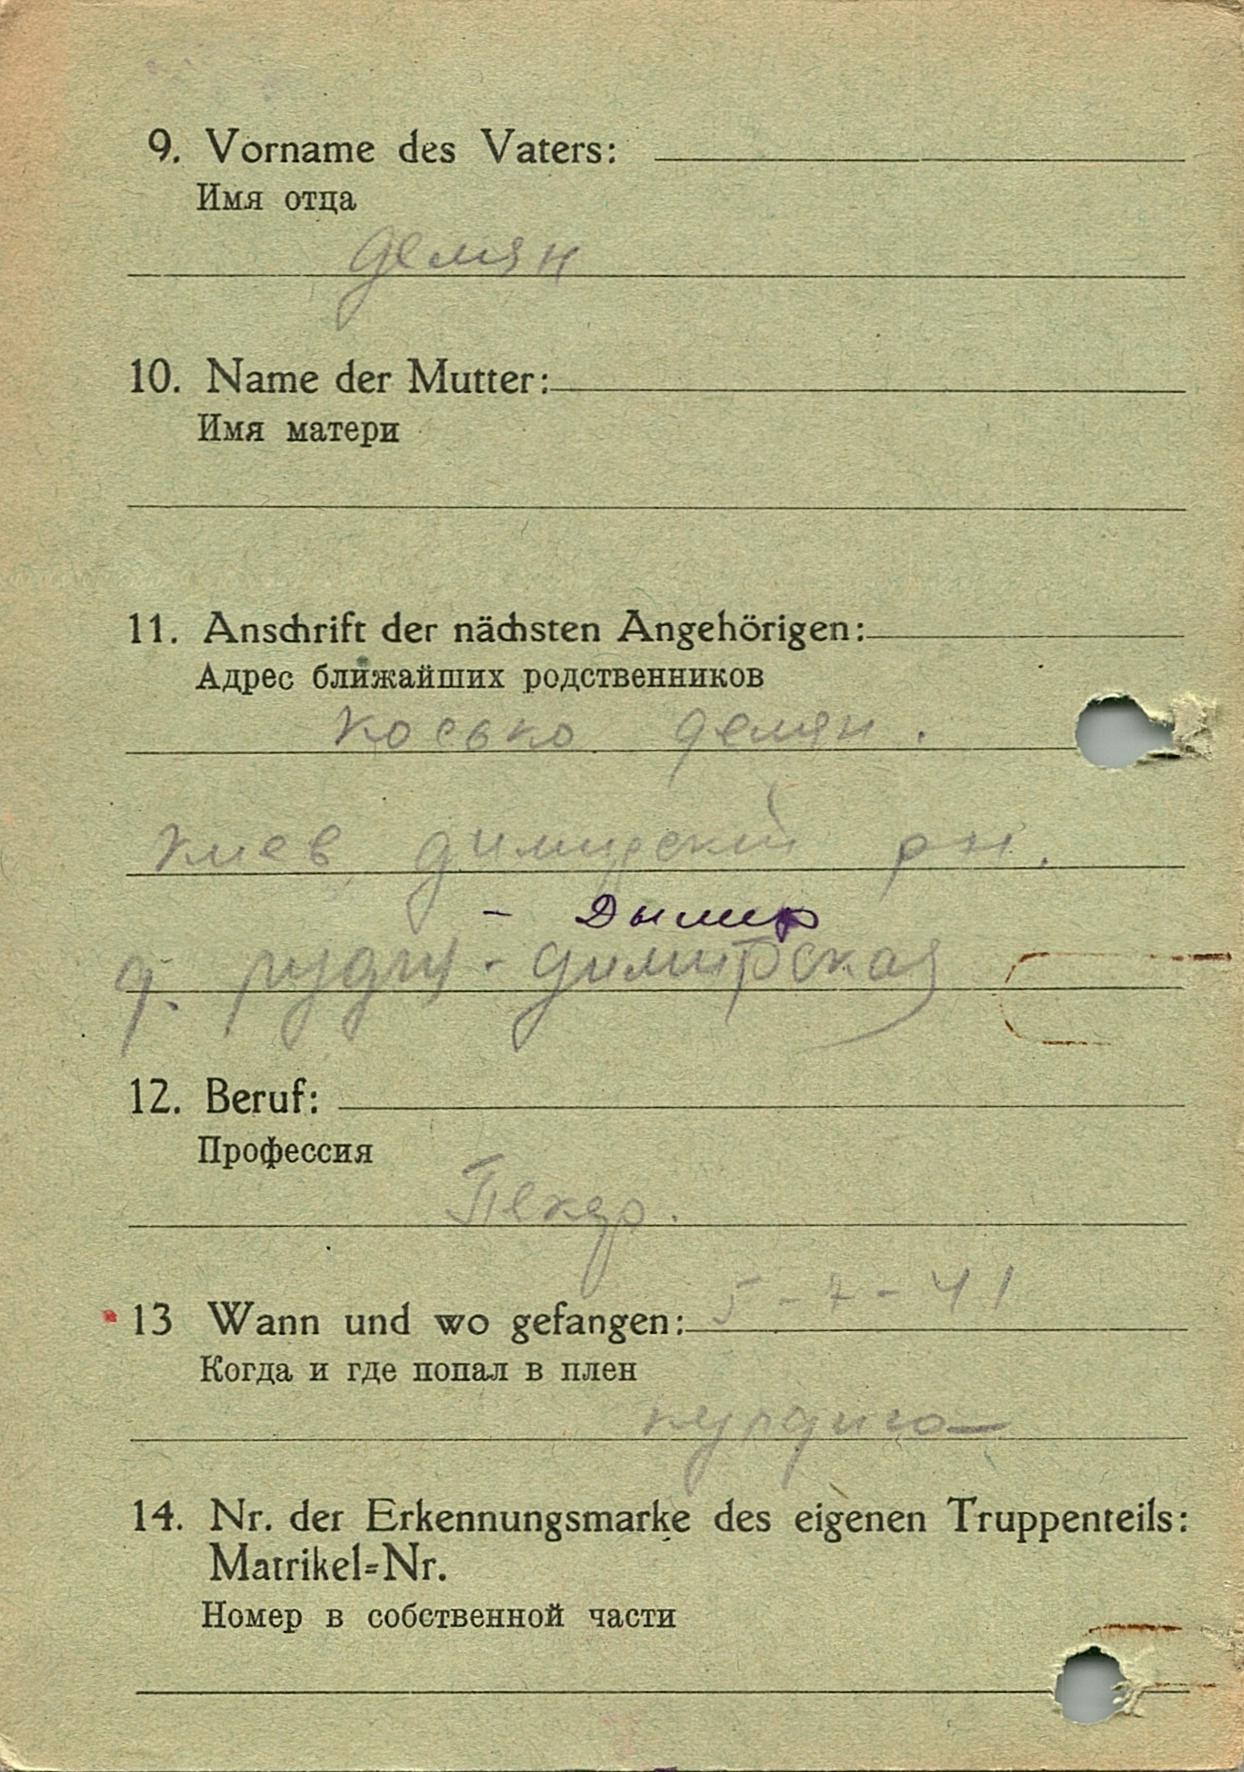 9. Vorname des Vaters:
Имя отца
Демян
10. Name der Mutter:
Имя матери
11. Anschrift der nächsten Angehörigen:
Адрес ближайших родственников
косько демян.
киев димирский рн.
- Дымир
д. рудня - димирская
12. Beruf:
Профессия
Пекар.
13 Wann und wo gefangen: 5-7-41
Когда и где попал в плен
14. Nr. der Erkennungsmarke des eigenen Truppenteils:
Matrikel=Nr.
Номер в собственной части